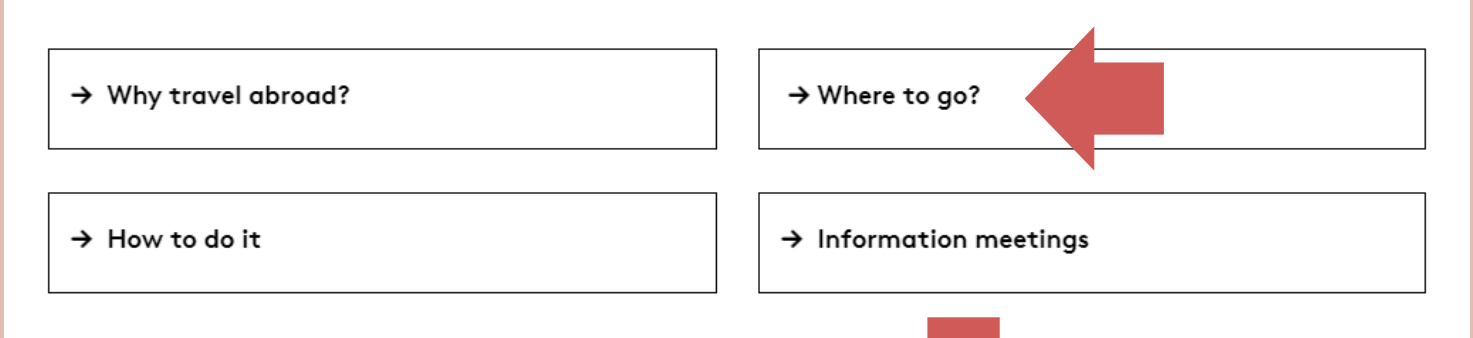 → Why travel abroad?
→ Where to go?
→ How to do it
→ Information meetings